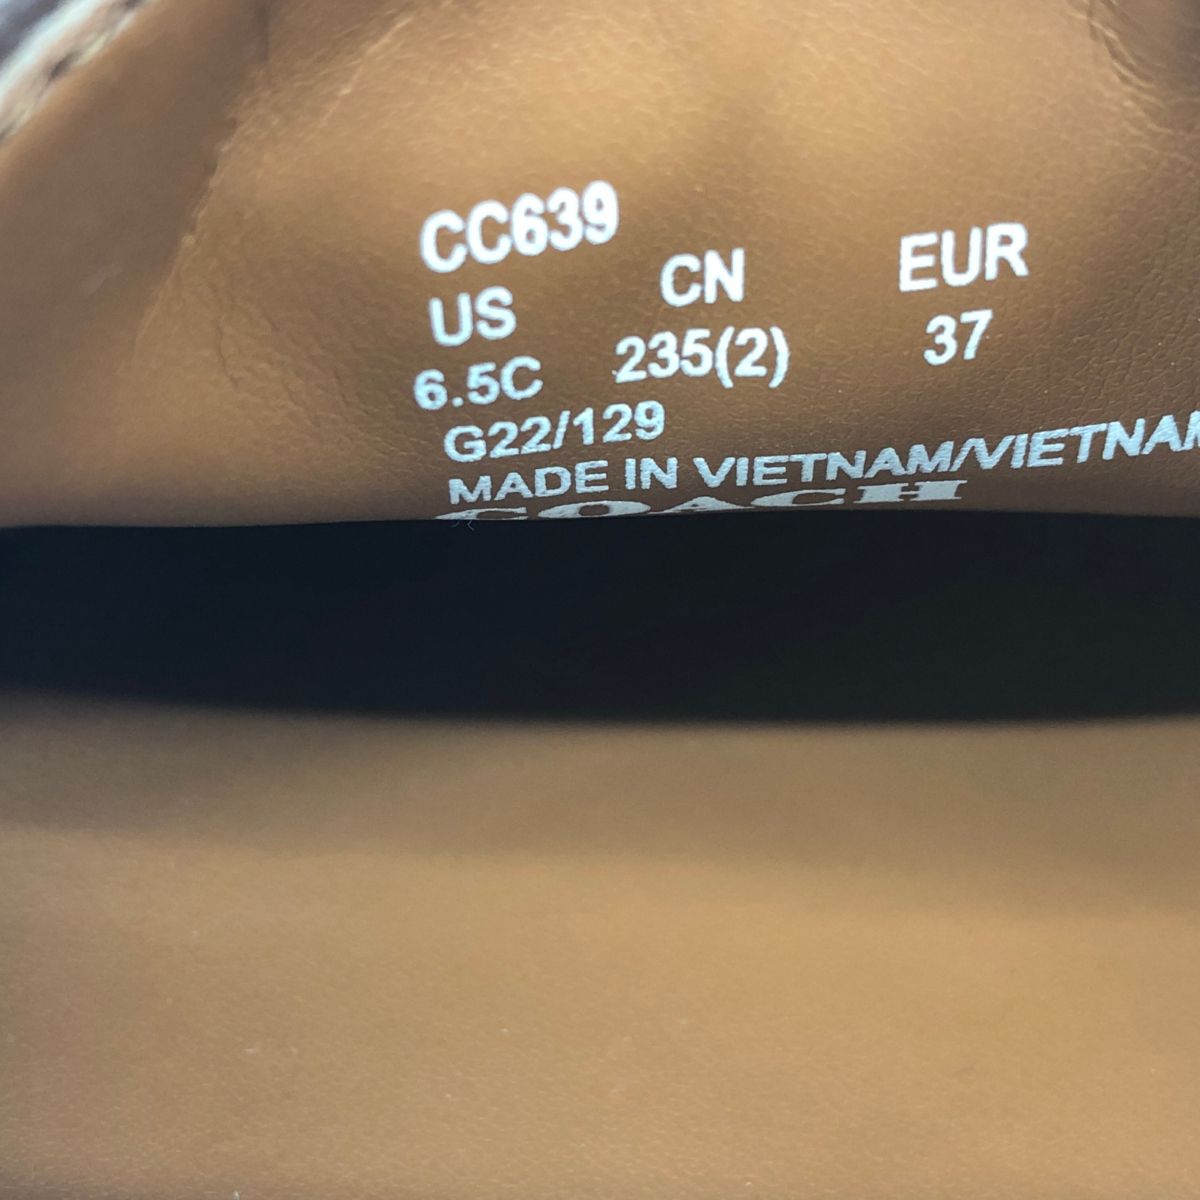 CC639
US CN EUR
6.5C 235(2) 37
G22/129
MADE IN VIETNAM/VIETNAM
COACH